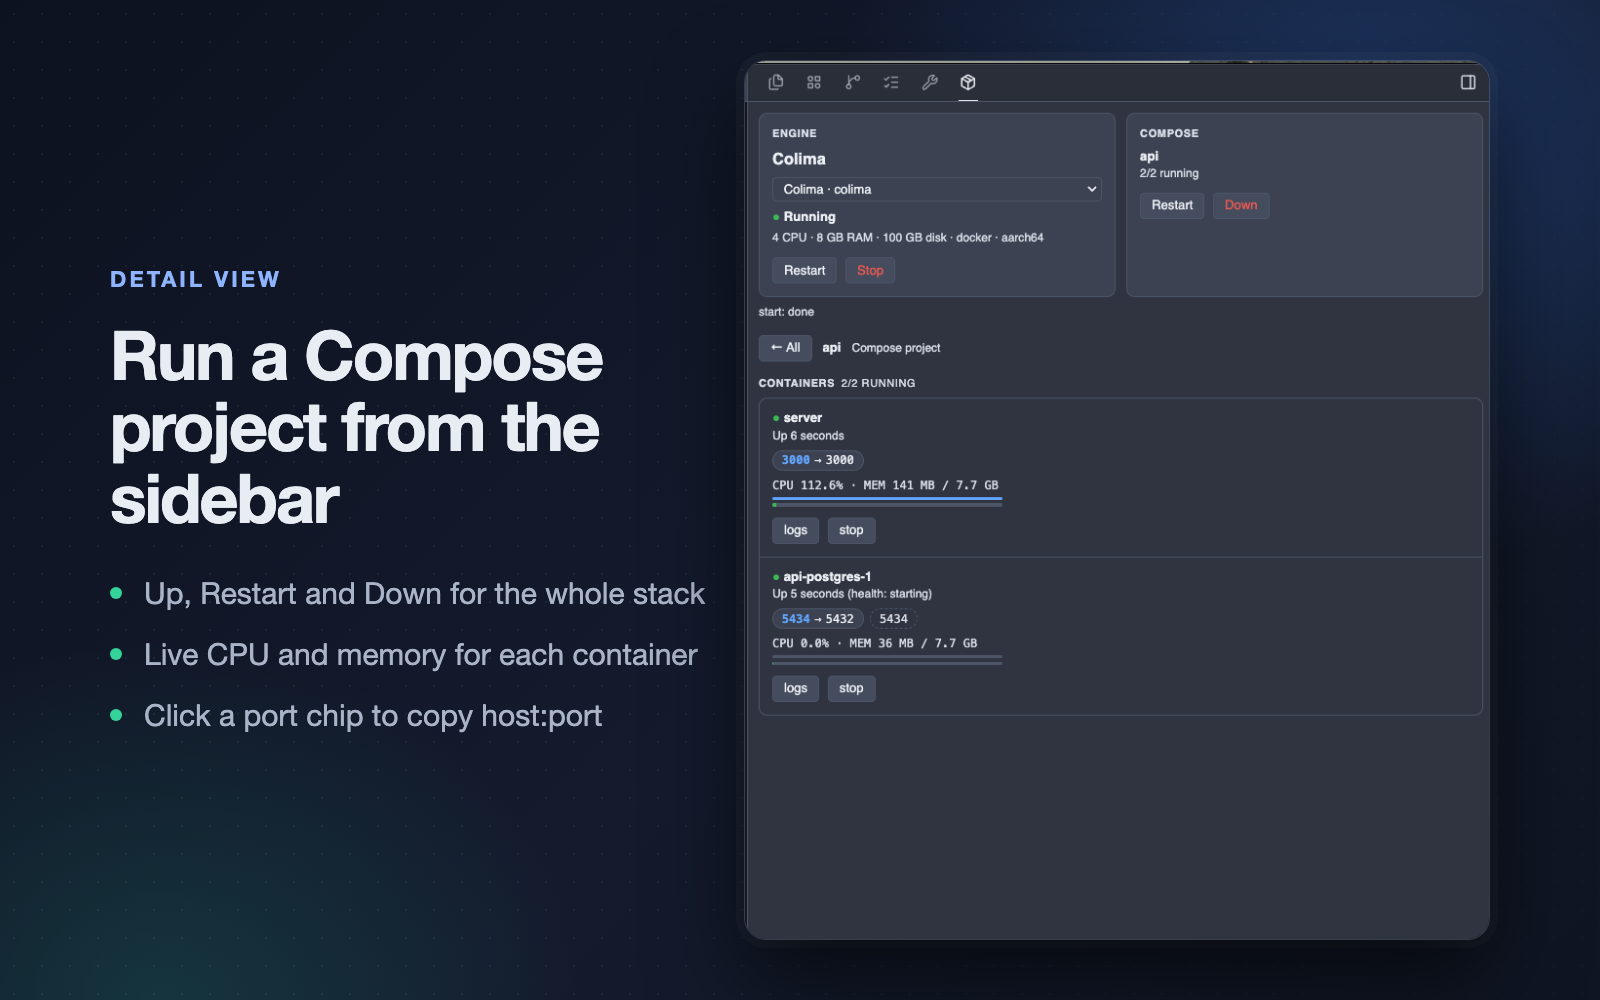 DETAIL VIEW
Run a Compose
project from the
sidebar
Up, Restart and Down for the whole stack
Live CPU and memory for each container
Click a port chip to copy host:port
ENGINE
Colima
Colima · colima
Running
4 CPU · 8 GB RAM · 100 GB disk · docker · aarch64
Restart Stop
COMPOSE
api
2/2 running
Restart Down
start: done
← All api Compose project
CONTAINERS 2/2 RUNNING
server
Up 6 seconds
3000 → 3000
CPU 112.6% · MEM 141 MB / 7.7 GB
logs stop
api-postgres-1
Up 5 seconds (health: starting)
5434 → 5432 5434
CPU 0.0% · MEM 36 MB / 7.7 GB
logs stop